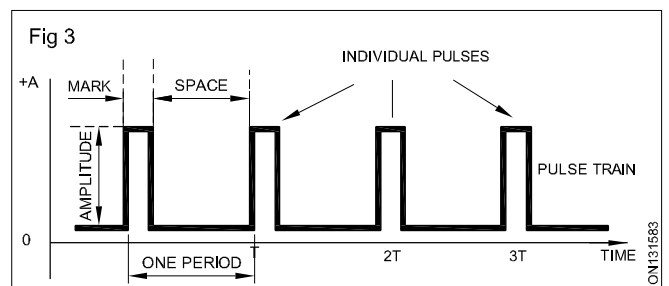 Fig 3
INDIVIDUAL PULSES
+A
MARK
SPACE
AMPLITUDE
PULSE TRAIN
0
T
2T
3T
TIME
ONE PERIOD
ON131583